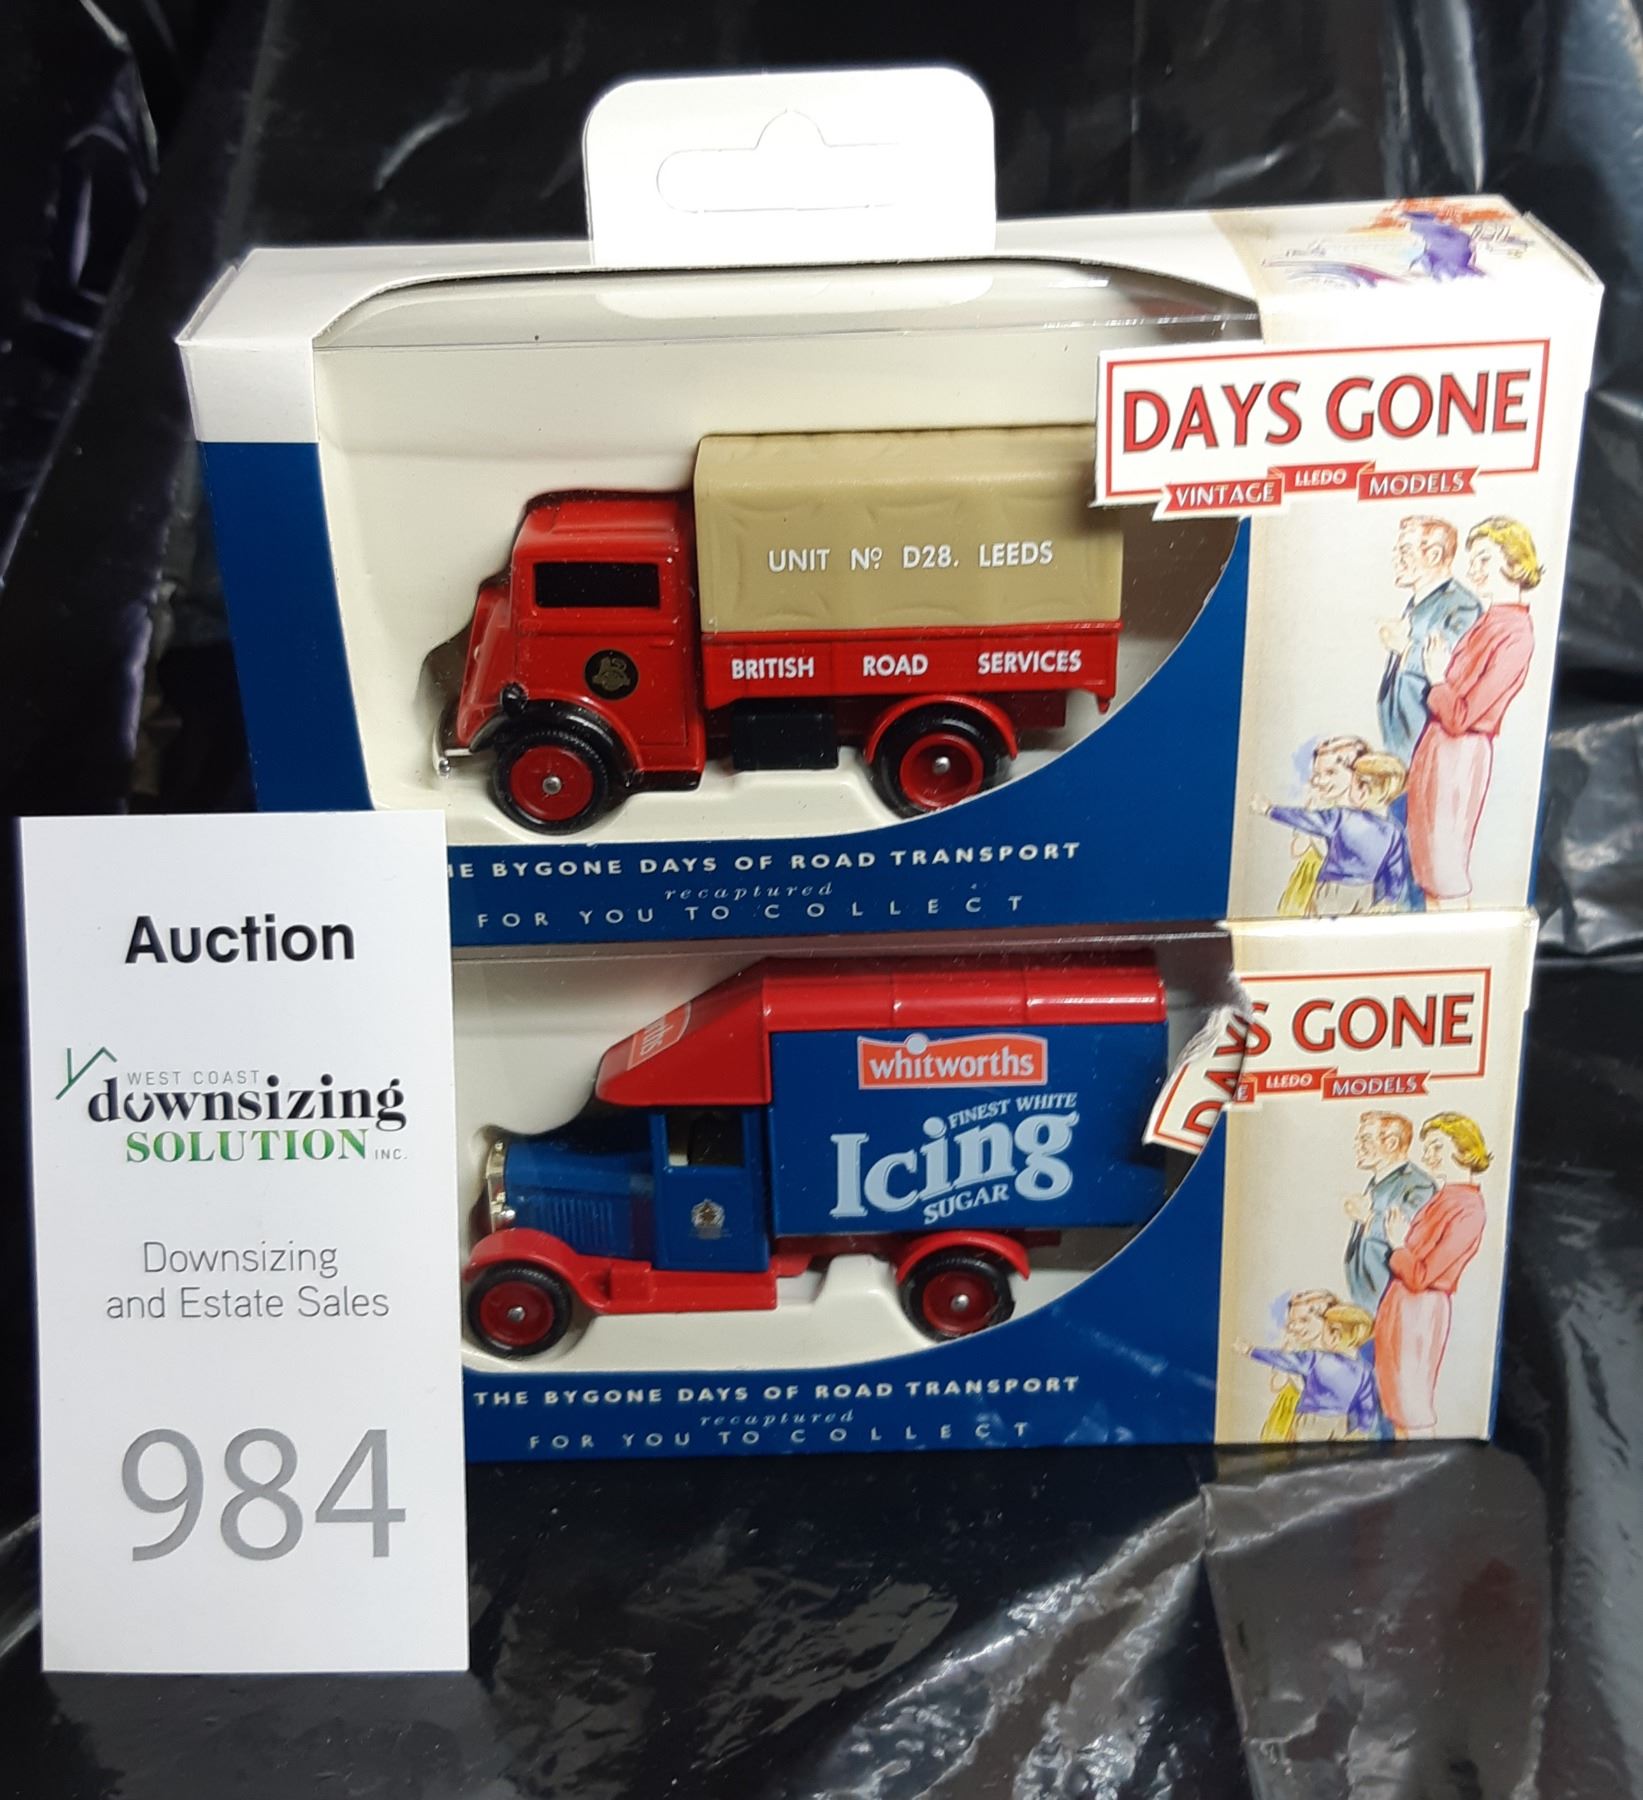 DAYS GONE
VINTAGE LLEDO MODELS
UNIT Nº D28. LEEDS
BRITISH ROAD SERVICES
HE BYGONE DAYS OF ROAD TRANSPORT
recaptured
FOR YOU TO COLLECT
DAYS GONE
E LLEDO MODELS
whitworths
FINEST WHITE
Icing
SUGAR
THE BYGONE DAYS OF ROAD TRANSPORT
recaptured
FOR YOU TO COLLECT
Auction
WEST COAST
downsizing
SOLUTION INC.
Downsizing
and Estate Sales
984